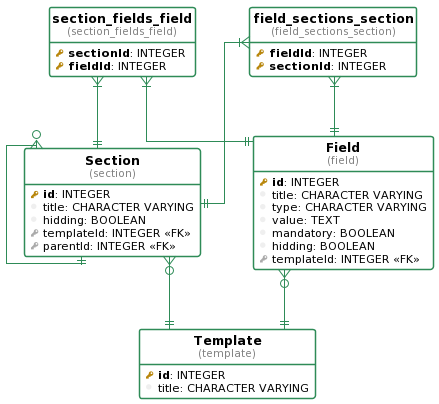 section_fields_field
(section_fields_field)
sectionId: INTEGER
fieldId: INTEGER
field_sections_section
(field_sections_section)
fieldId: INTEGER
sectionId: INTEGER
Section
(section)
id: INTEGER
title: CHARACTER VARYING
hidding: BOOLEAN
templateId: INTEGER «FK»
parentId: INTEGER «FK»
Field
(field)
id: INTEGER
title: CHARACTER VARYING
type: CHARACTER VARYING
value: TEXT
mandatory: BOOLEAN
hidding: BOOLEAN
templateId: INTEGER «FK»
Template
(template)
id: INTEGER
title: CHARACTER VARYING